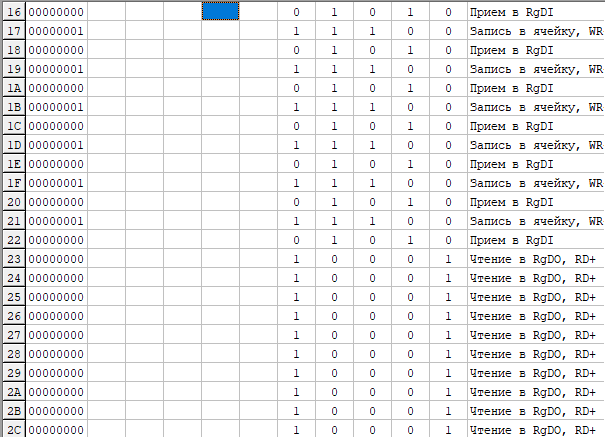 16 00000000 0 1 0 1 0 Прием в RgDI
17 00000001 1 1 1 0 0 Запись в ячейку, WR
18 00000000 0 1 0 1 0 Прием в RgDI
19 00000001 1 1 1 0 0 Запись в ячейку, WR
1A 00000000 0 1 0 1 0 Прием в RgDI
1B 00000001 1 1 1 0 0 Запись в ячейку, WR
1C 00000000 0 1 0 1 0 Прием в RgDI
1D 00000001 1 1 1 0 0 Запись в ячейку, WR
1E 00000000 0 1 0 1 0 Прием в RgDI
1F 00000001 1 1 1 0 0 Запись в ячейку, WR
20 00000000 0 1 0 1 0 Прием в RgDI
21 00000001 1 1 1 0 0 Запись в ячейку, WR
22 00000000 0 1 0 1 0 Прием в RgDI
23 00000000 1 0 0 0 1 Чтение в RgDO, RD+
24 00000000 1 0 0 0 1 Чтение в RgDO, RD+
25 00000000 1 0 0 0 1 Чтение в RgDO, RD+
26 00000000 1 0 0 0 1 Чтение в RgDO, RD+
27 00000000 1 0 0 0 1 Чтение в RgDO, RD+
28 00000000 1 0 0 0 1 Чтение в RgDO, RD+
29 00000000 1 0 0 0 1 Чтение в RgDO, RD+
2A 00000000 1 0 0 0 1 Чтение в RgDO, RD+
2B 00000000 1 0 0 0 1 Чтение в RgDO, RD+
2C 00000000 1 0 0 0 1 Чтение в RgDO, RD+